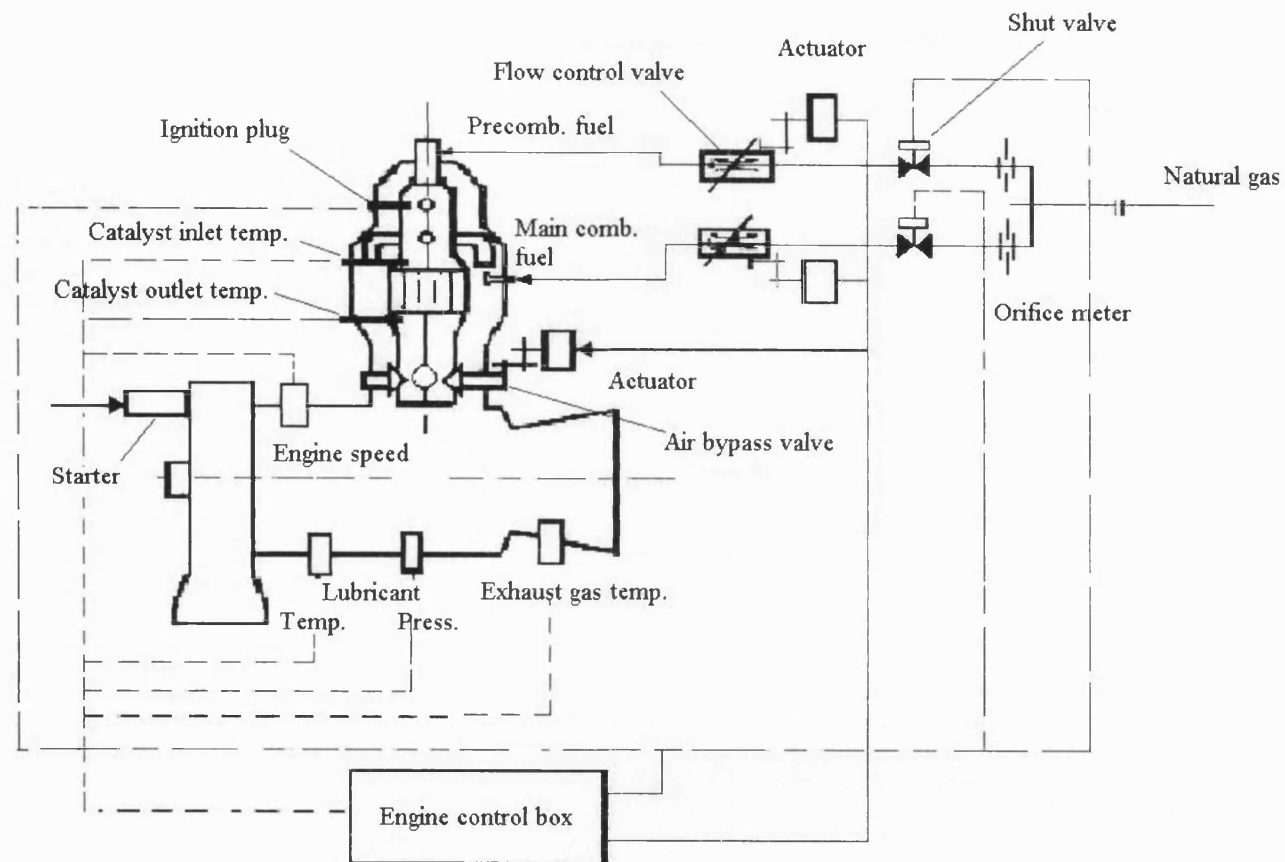 Shut valve
Actuator
Flow control valve
Precomb. fuel
Ignition plug
Natural gas
Main comb.
fuel
Catalyst inlet temp.
Catalyst outlet temp.
Orifice meter
Actuator
Air bypass valve
Engine speed
Starter
Lubricant
Exhaust gas temp.
Temp.
Press.
Engine control box